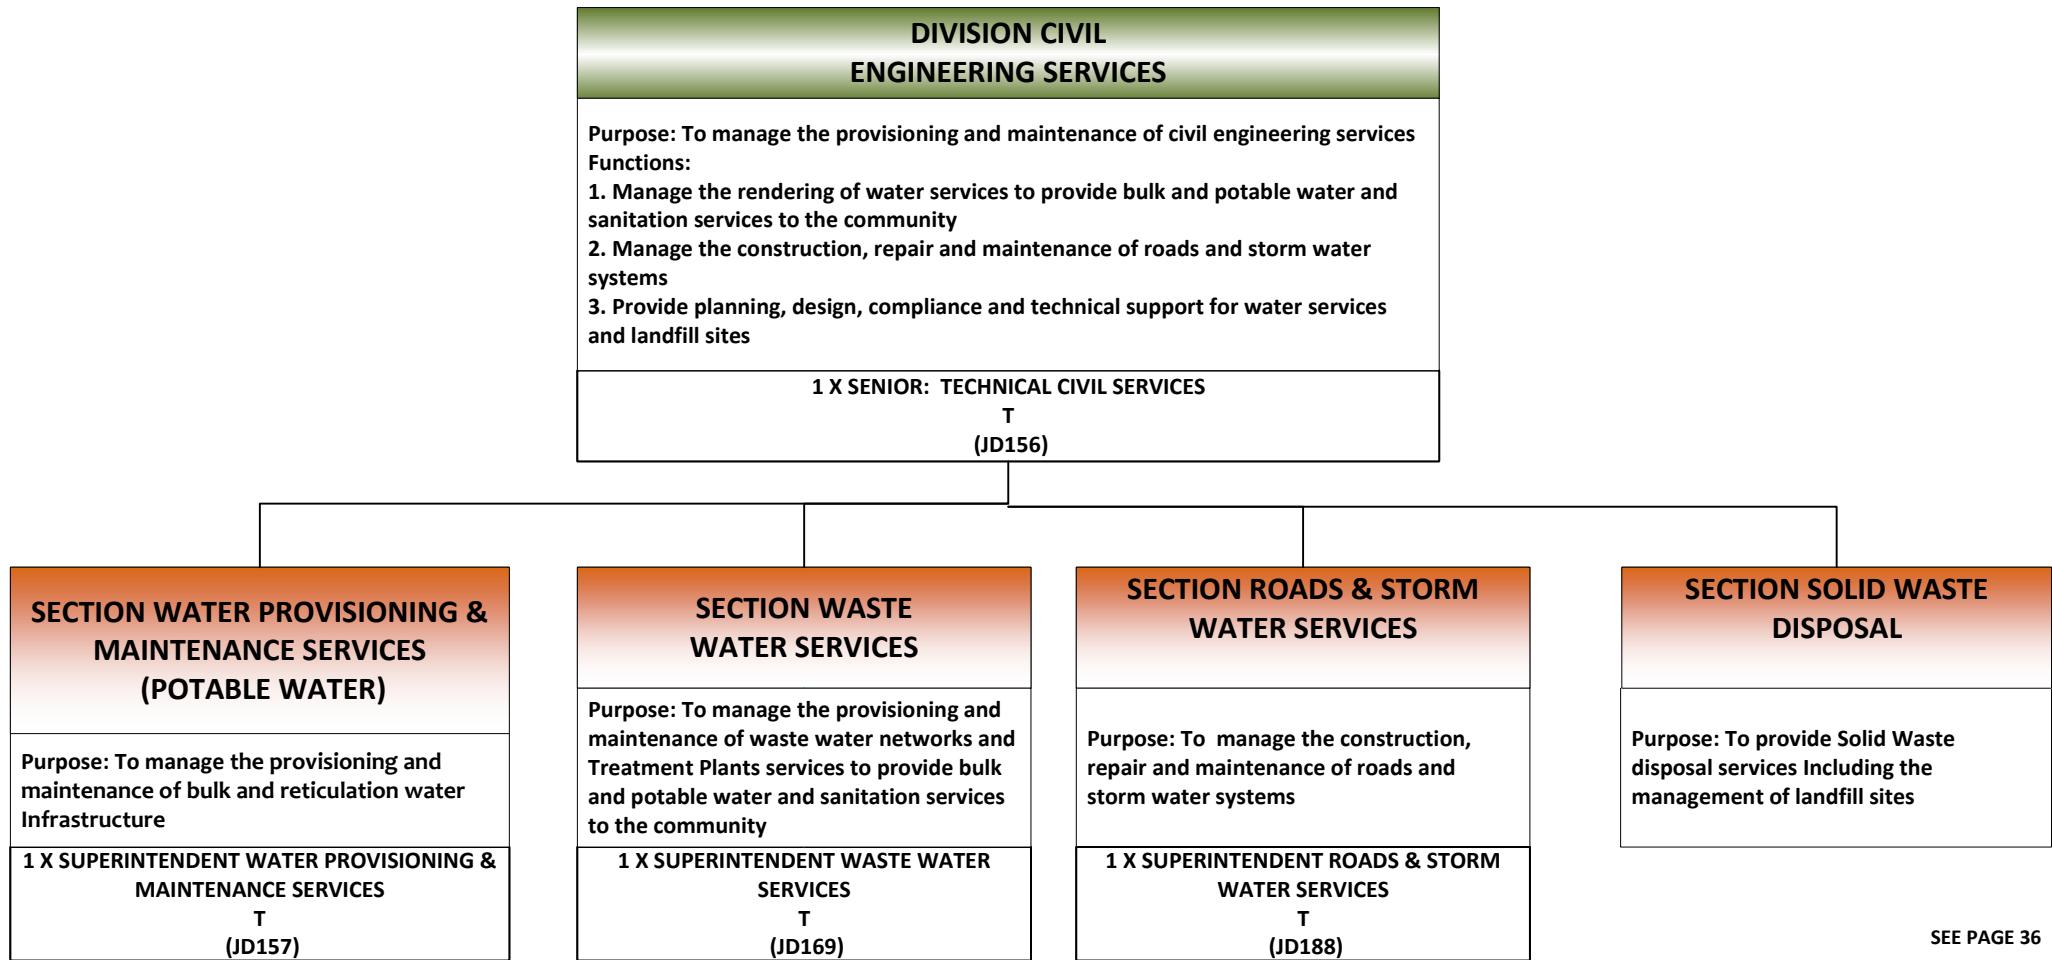 DIVISION CIVIL
ENGINEERING SERVICES
Purpose: To manage the provisioning and maintenance of civil engineering services
Functions:
1. Manage the rendering of water services to provide bulk and potable water and
sanitation services to the community
2. Manage the construction, repair and maintenance of roads and storm water
systems
3. Provide planning, design, compliance and technical support for water services
and landfill sites
1 X SENIOR:  TECHNICAL CIVIL SERVICES
T
(JD156)
SECTION WATER PROVISIONING &
MAINTENANCE SERVICES
(POTABLE WATER)
Purpose: To manage the provisioning and
maintenance of bulk and reticulation water
Infrastructure
1 X SUPERINTENDENT WATER PROVISIONING &
MAINTENANCE SERVICES
T
(JD157)
SECTION WASTE
WATER SERVICES
Purpose: To manage the provisioning and
maintenance of waste water networks and
Treatment Plants services to provide bulk
and potable water and sanitation services
to the community
1 X SUPERINTENDENT WASTE WATER
SERVICES
T
(JD169)
SECTION ROADS & STORM
WATER SERVICES
Purpose: To  manage the construction,
repair and maintenance of roads and
storm water systems
1 X SUPERINTENDENT ROADS & STORM
WATER SERVICES
T
(JD188)
SECTION SOLID WASTE
DISPOSAL
Purpose: To provide Solid Waste
disposal services Including the
management of landfill sites
SEE PAGE 36